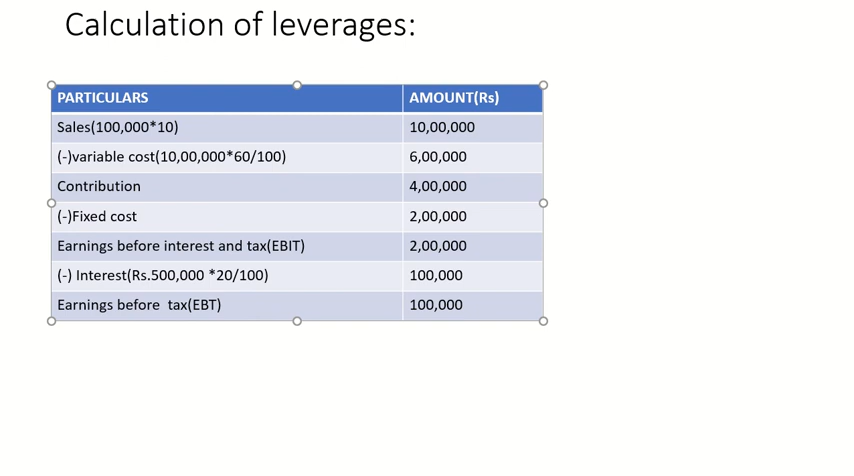 Calculation of leverages:
PARTICULARS AMOUNT(Rs)
Sales(100,000*10) 10,00,000
(-)variable cost(10,00,000*60/100) 6,00,000
Contribution 4,00,000
(-)Fixed cost 2,00,000
Earnings before interest and tax(EBIT) 2,00,000
(-) Interest(Rs.500,000 *20/100) 100,000
Earnings before  tax(EBT) 100,000